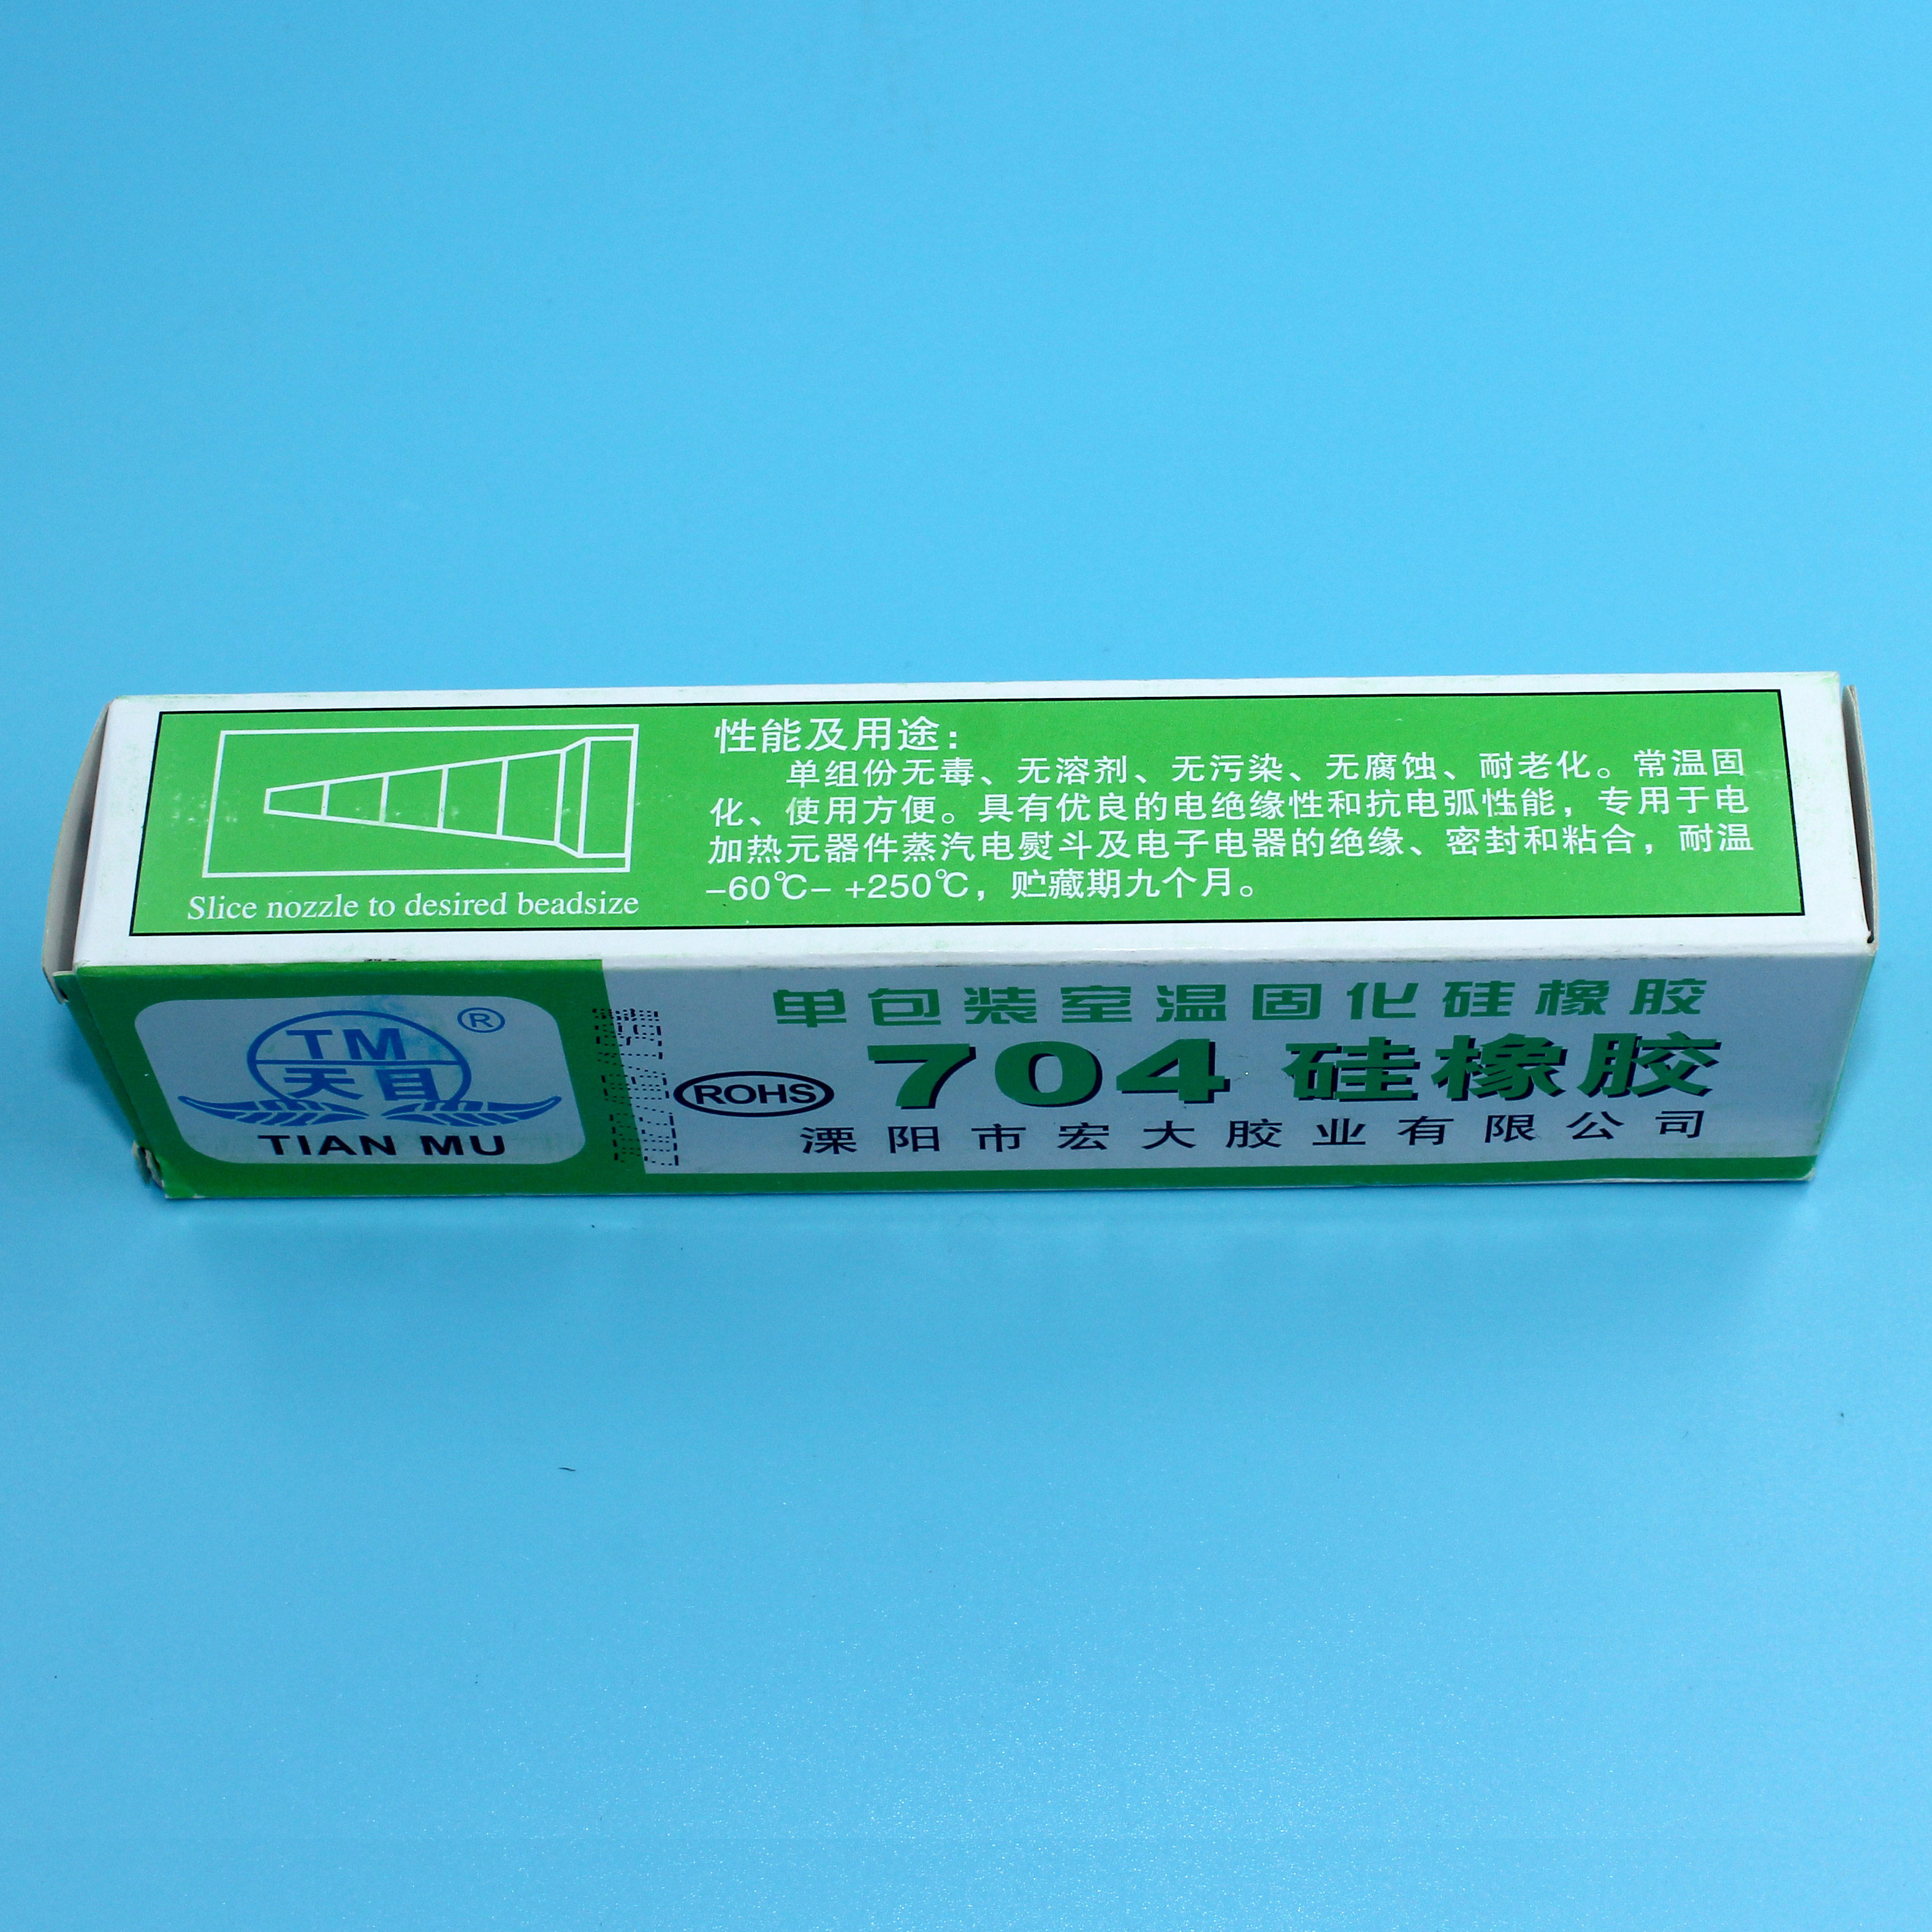 性能及用途：
单组份无毒、无溶剂、无污染、无腐蚀、耐老化。常温固
化、使用方便。具有优良的电绝缘性和抗电弧性能，专用于电
加热元器件蒸汽电熨斗及电子电器的绝缘、密封和粘合，耐温
-60℃- +250℃，贮藏期九个月。
Slice nozzle to desired beadsize
单包装室温固化硅橡胶
ROHS 704 硅橡胶
溧阳市宏大胶业有限公司
TM ®
天目
TIAN MU